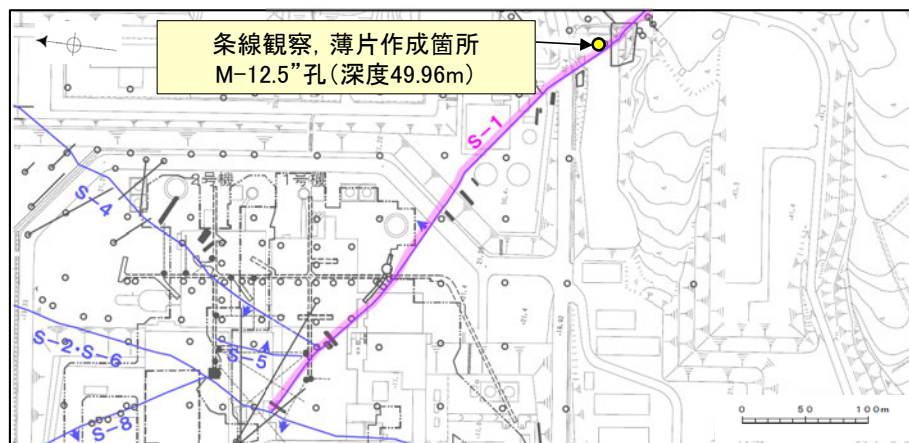 条線観察，薄片作成箇所
M-12.5”孔（深度49.96m）
S-1
2号機
1号機
S-4
S-5
S-2・S-6
S-8
0 50 100m